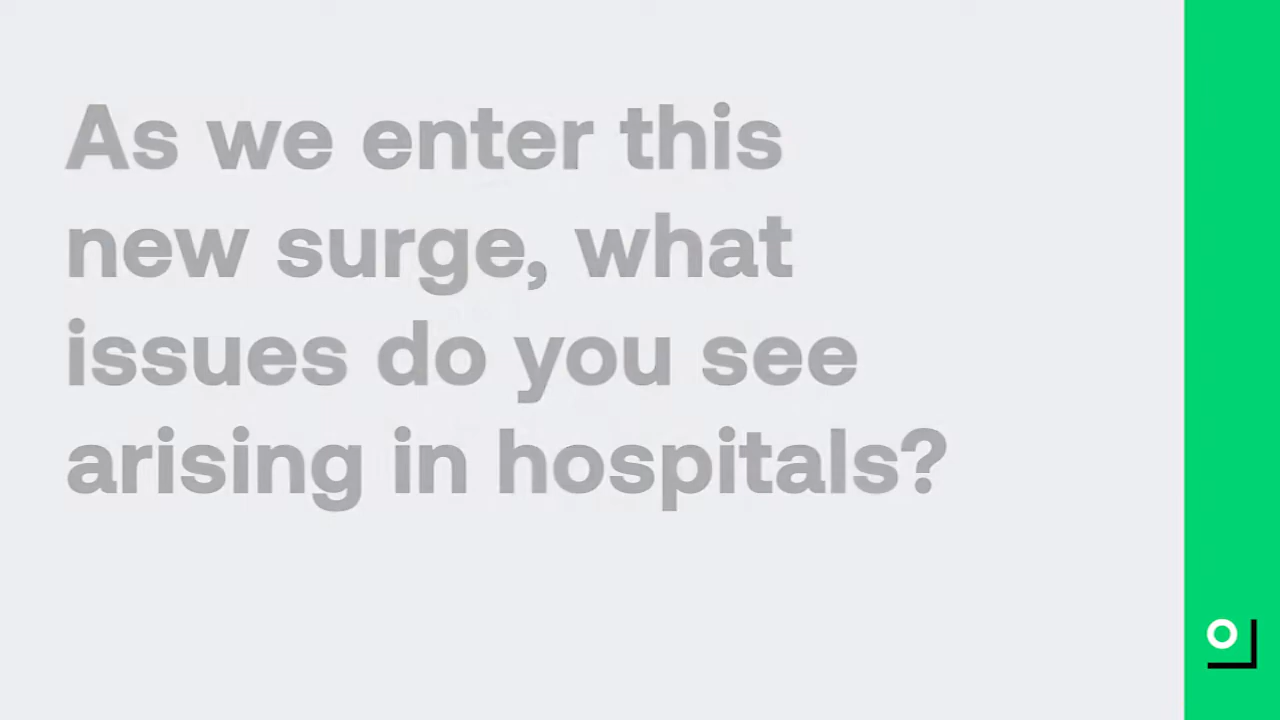 As we enter this
new surge, what
issues do you see
arising in hospitals?